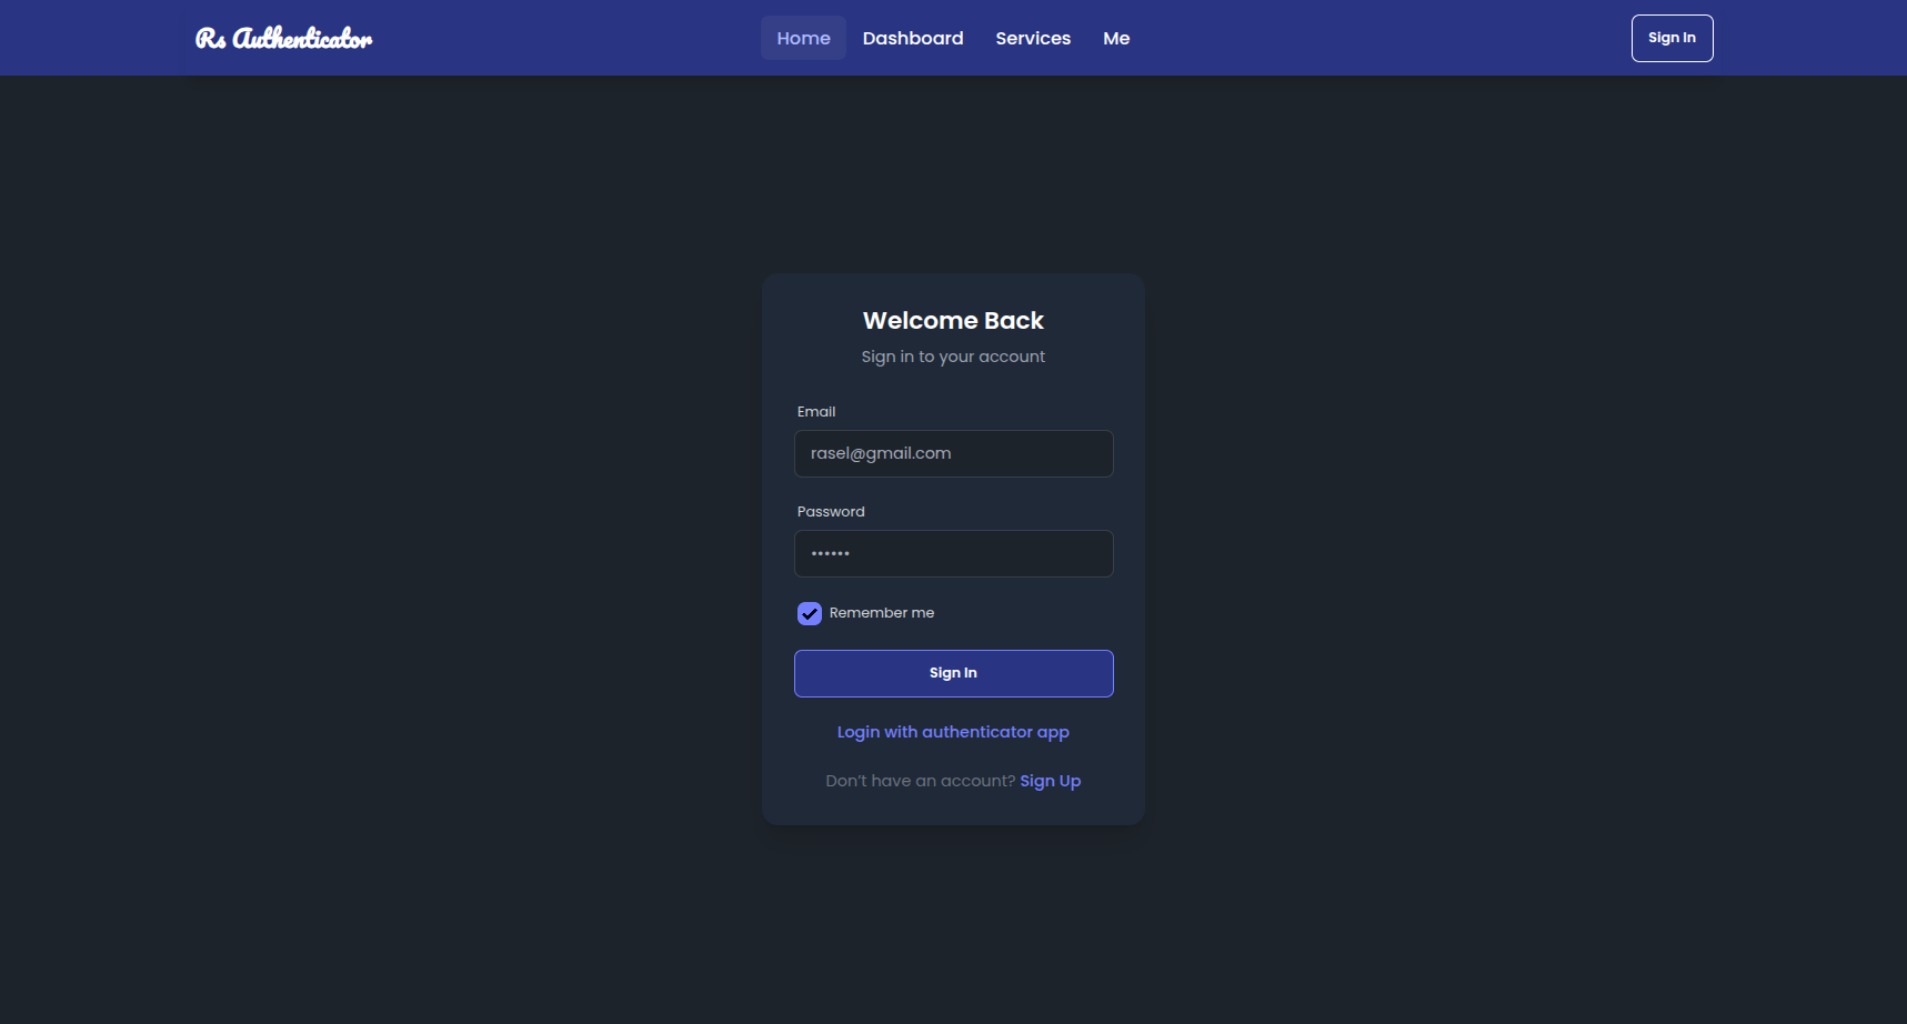 Rs Authenticator
Home
Dashboard
Services
Me
Sign In
Welcome Back
Sign in to your account
Email
rasel@gmail.com
Password
••••••
Remember me
Sign In
Login with authenticator app
Don't have an account? Sign Up